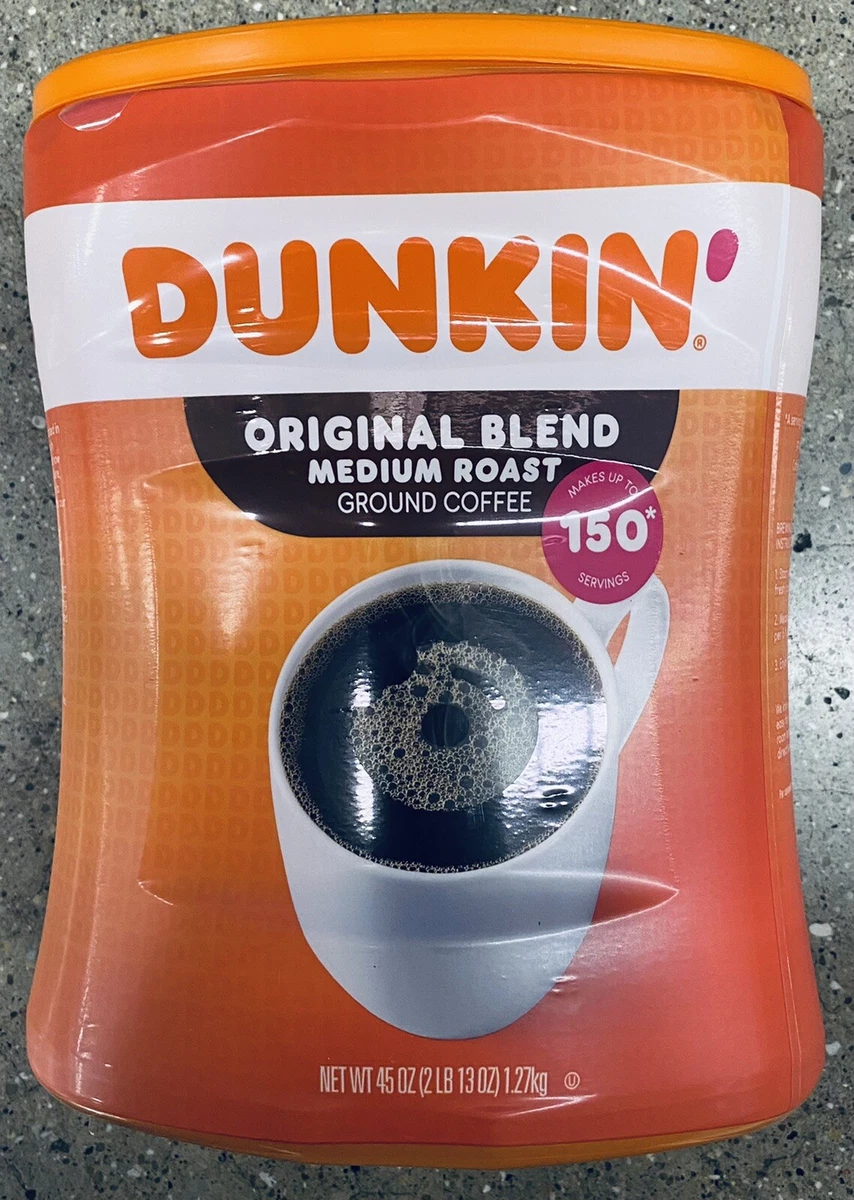 DUNKIN'®
ORIGINAL BLEND
MEDIUM ROAST
GROUND COFFEE
MAKES UP TO
150*
SERVINGS
NET WT 45 OZ (2 LB 13 OZ) 1.27kg Ⓤ